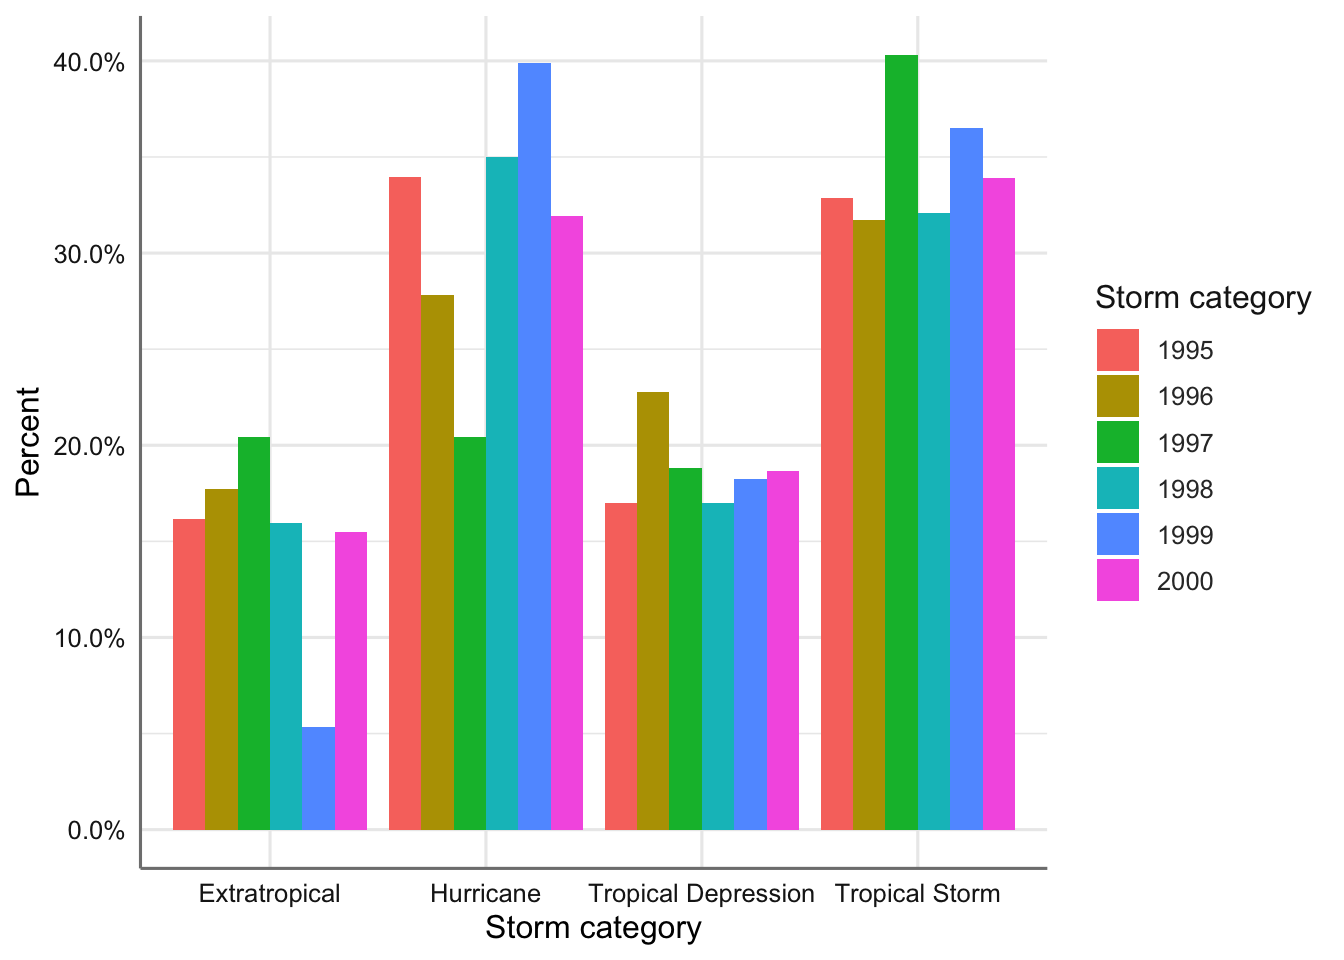 40.0%
30.0%
20.0%
10.0%
0.0%
Percent
Extratropical
Hurricane
Tropical Depression
Tropical Storm
Storm category
Storm category
1995
1996
1997
1998
1999
2000